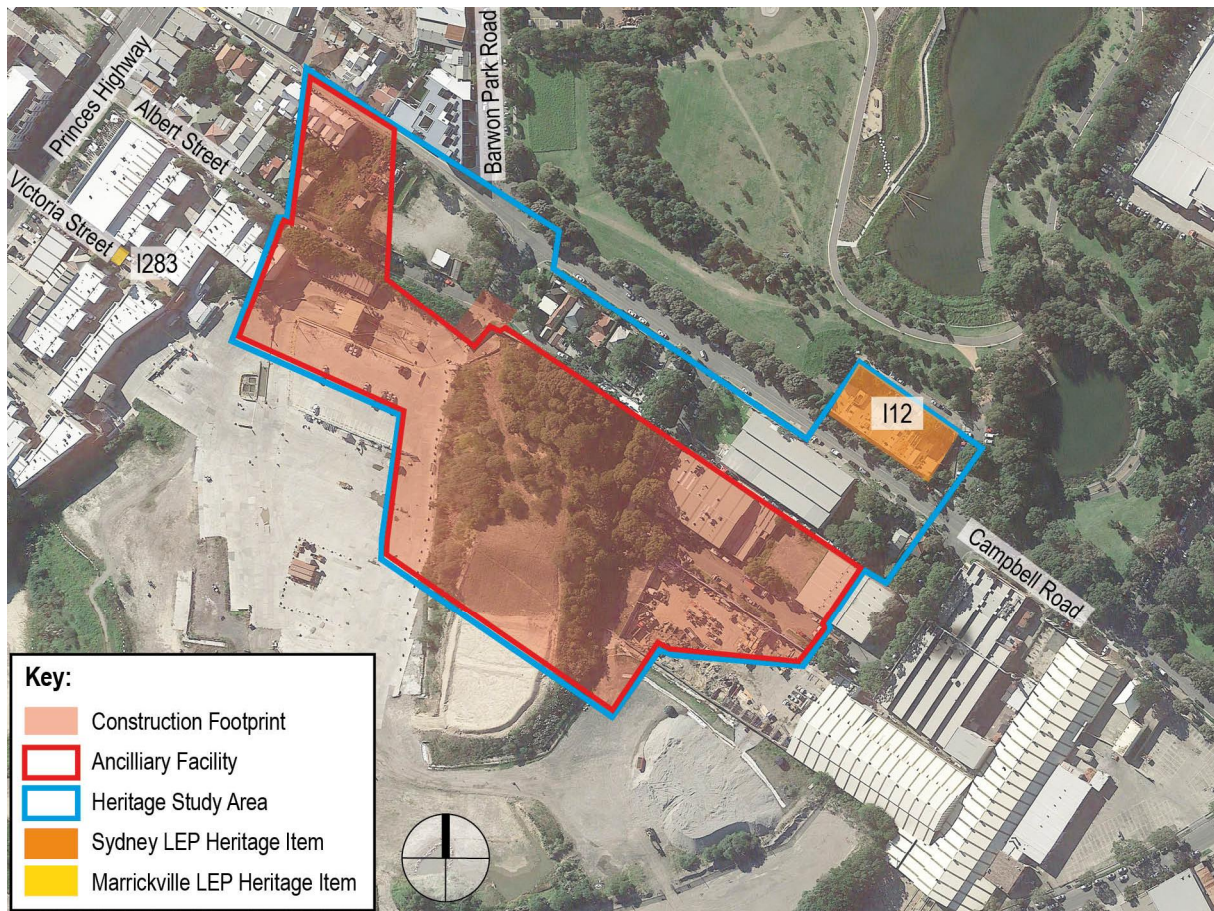 Princes Highway
Albert Street
Victoria Street
Barwon Park Road
I283
I12
Campbell Road
Key:
Construction Footprint
Ancilliary Facility
Heritage Study Area
Sydney LEP Heritage Item
Marrickville LEP Heritage Item